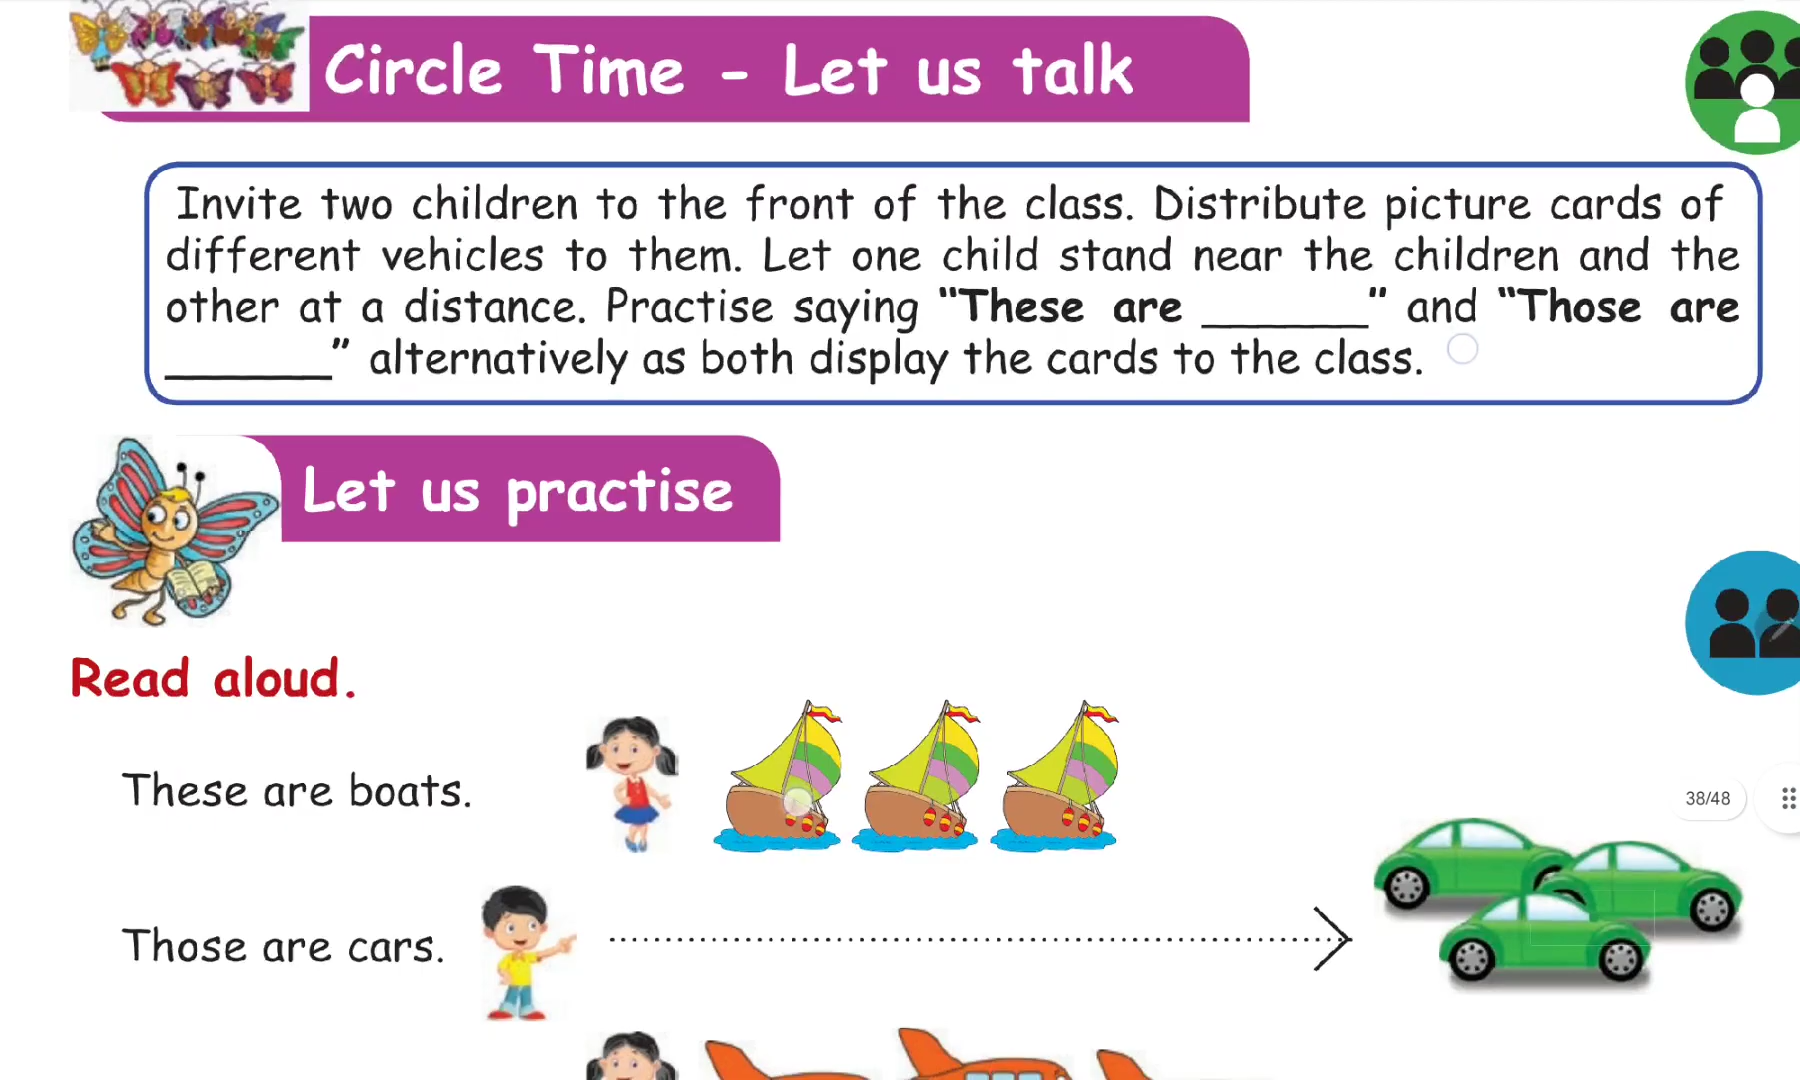 Circle Time - Let us talk
Invite two children to the front of the class. Distribute picture cards of
different vehicles to them. Let one child stand near the children and the
other at a distance. Practise saying “These are ______” and “Those are
______” alternatively as both display the cards to the class.
Let us practise
Read aloud.
These are boats.
38/48
Those are cars.